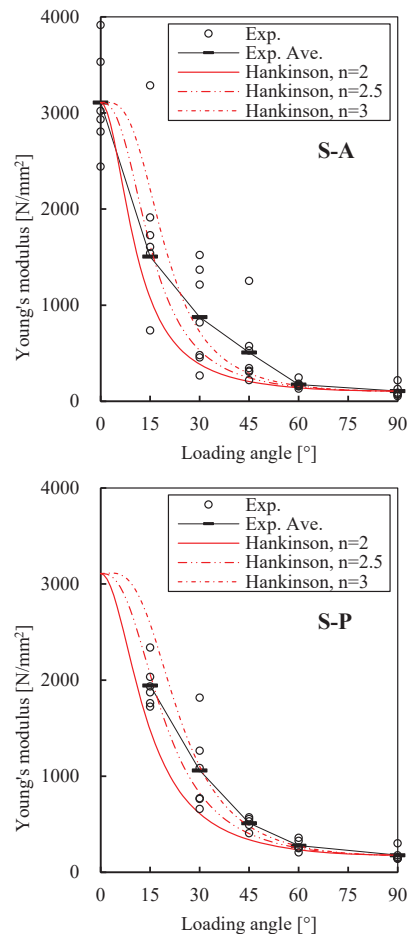 4000
3000
2000
1000
0
Young's modulus [N/mm²]
Exp.
Exp. Ave.
Hankinson, n=2
Hankinson, n=2.5
Hankinson, n=3
S-A
0 15 30 45 60 75 90
Loading angle [°]
4000
3000
2000
1000
0
Young's modulus [N/mm²]
Exp.
Exp. Ave.
Hankinson, n=2
Hankinson, n=2.5
Hankinson, n=3
S-P
0 15 30 45 60 75 90
Loading angle [°]